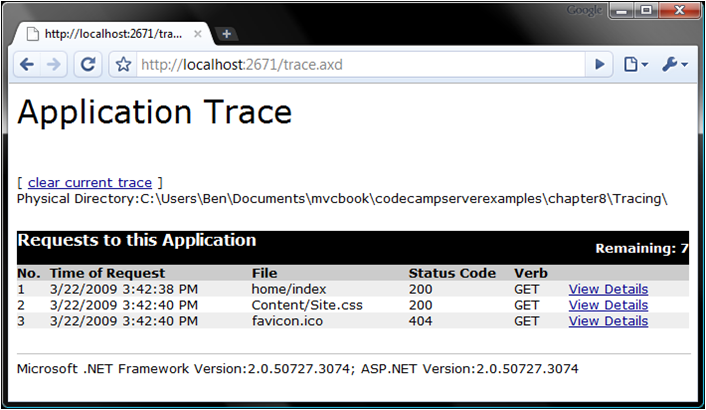 Google
http://localhost:2671/tra...
http://localhost:2671/trace.axd
Application Trace
[ clear current trace ]
Physical Directory:C:\Users\Ben\Documents\mvcbook\codecampserverexamples\chapter8\Tracing\
Requests to this Application Remaining: 7
No. Time of Request File Status Code Verb
1 3/22/2009 3:42:38 PM home/index 200 GET View Details
2 3/22/2009 3:42:40 PM Content/Site.css 200 GET View Details
3 3/22/2009 3:42:40 PM favicon.ico 404 GET View Details
Microsoft .NET Framework Version:2.0.50727.3074; ASP.NET Version:2.0.50727.3074